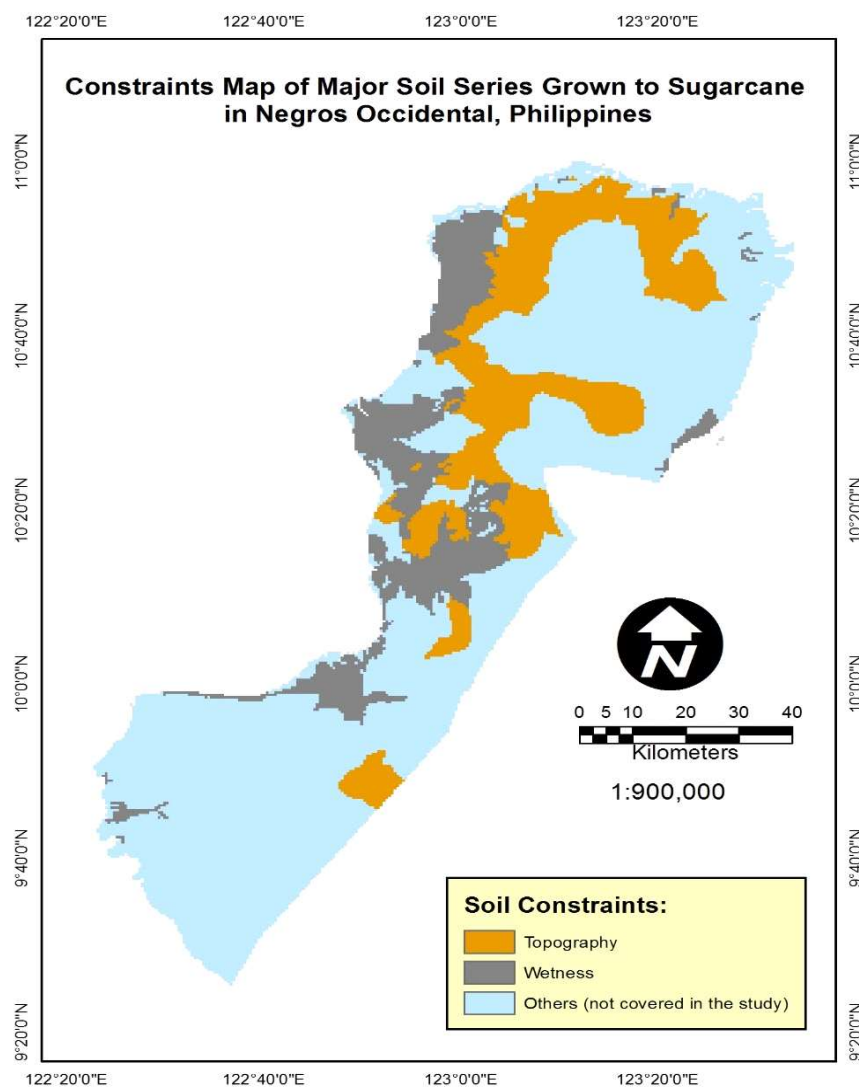 122°20'0"E 122°40'0"E 123°0'0"E 123°20'0"E
Constraints Map of Major Soil Series Grown to Sugarcane
in Negros Occidental, Philippines
11°0'0"N 11°0'0"N
10°40'0"N 10°40'0"N
10°20'0"N 10°20'0"N
10°0'0"N 10°0'0"N
N
0 5 10 20 30 40
Kilometers
1:900,000
9°40'0"N 9°40'0"N
Soil Constraints:
Topography
Wetness
Others (not covered in the study)
9°20'0"N 9°20'0"N
122°20'0"E 122°40'0"E 123°0'0"E 123°20'0"E